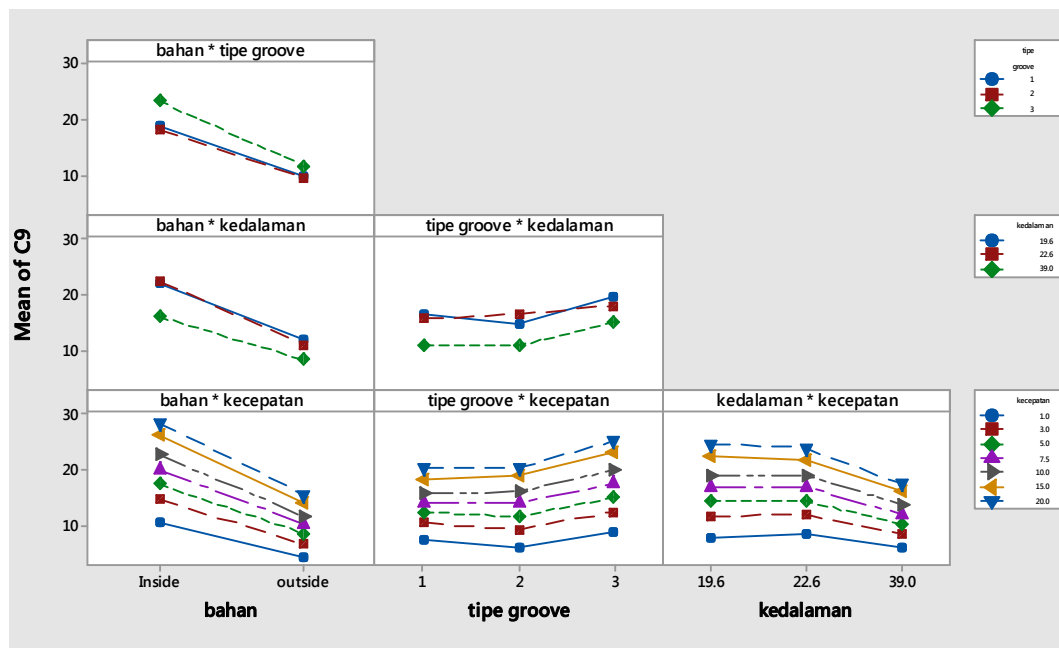 bahan * tipe groove
30
20
10
tipe
groove
1
2
3
bahan * kedalaman
tipe groove * kedalaman
30
20
10
kedalaman
19.6
22.6
39.0
Mean of C9
bahan * kecepatan
tipe groove * kecepatan
kedalaman * kecepatan
30
20
10
kecepatan
1.0
3.0
5.0
7.5
10.0
15.0
20.0
Inside outside
1 2 3
19.6 22.6 39.0
bahan
tipe groove
kedalaman